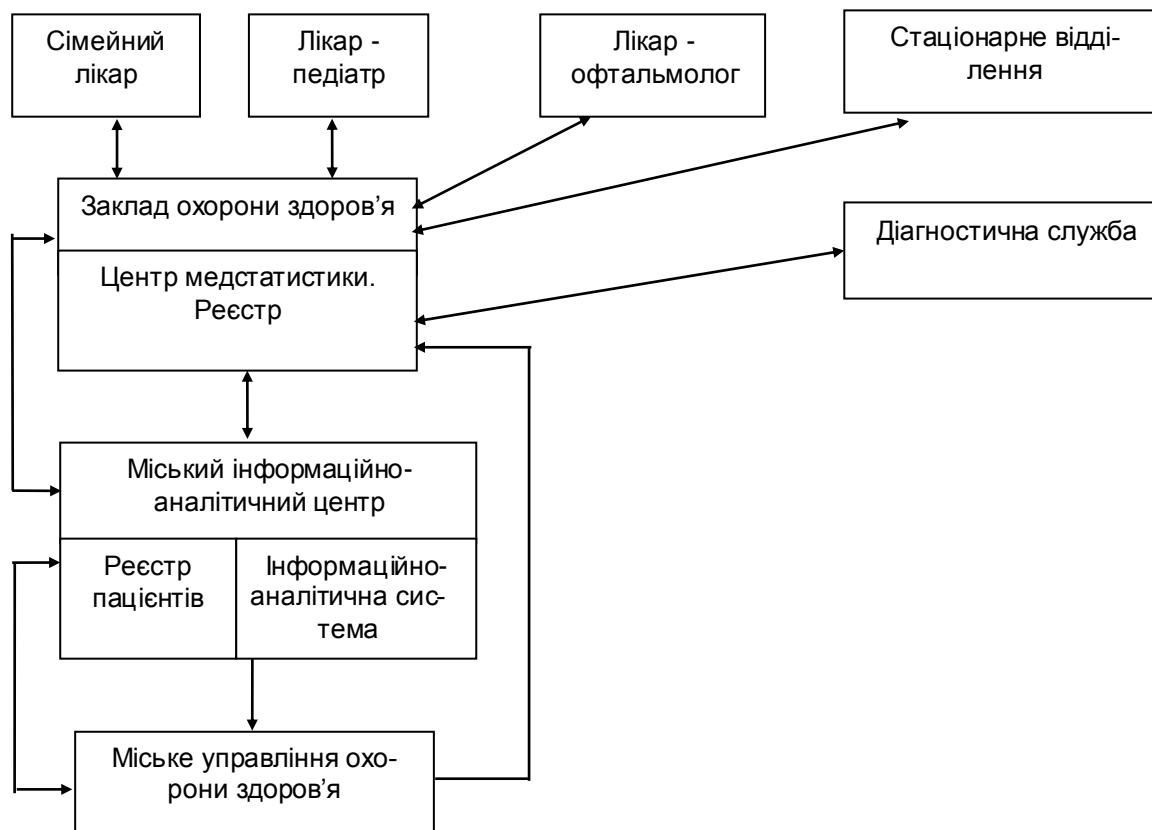 Сімейний
лікар
Лікар -
педіатр
Лікар -
офтальмолог
Стаціонарне відді-
лення
Заклад охорони здоров’я
Діагностична служба
Центр медстатистики.
Реєстр
Міський інформаційно-
аналітичний центр
Реєстр
пацієнтів
Інформаційно-
аналітична сис-
тема
Міське управління охо-
рони здоров’я